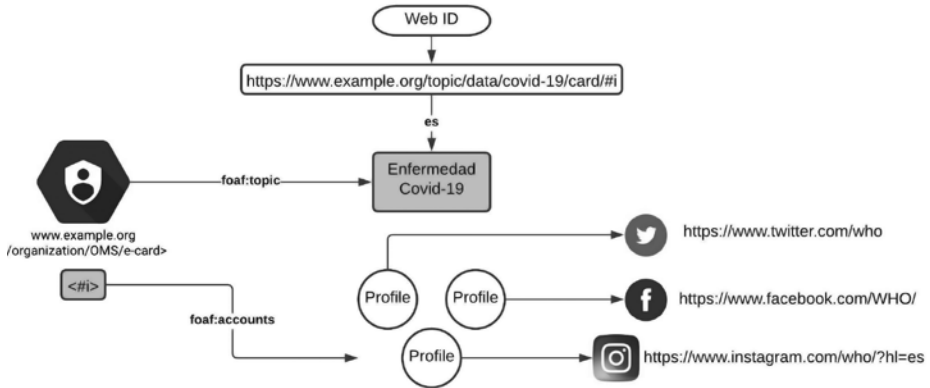 Web ID
https://www.example.org/topic/data/covid-19/card/#i
es
Enfermedad
Covid-19
foaf:topic
www.example.org
/organization/OMS/e-card>
<#i>
foaf:accounts
Profile
https://www.twitter.com/who
Profile
https://www.facebook.com/WHO/
Profile
https://www.instagram.com/who/?hl=es